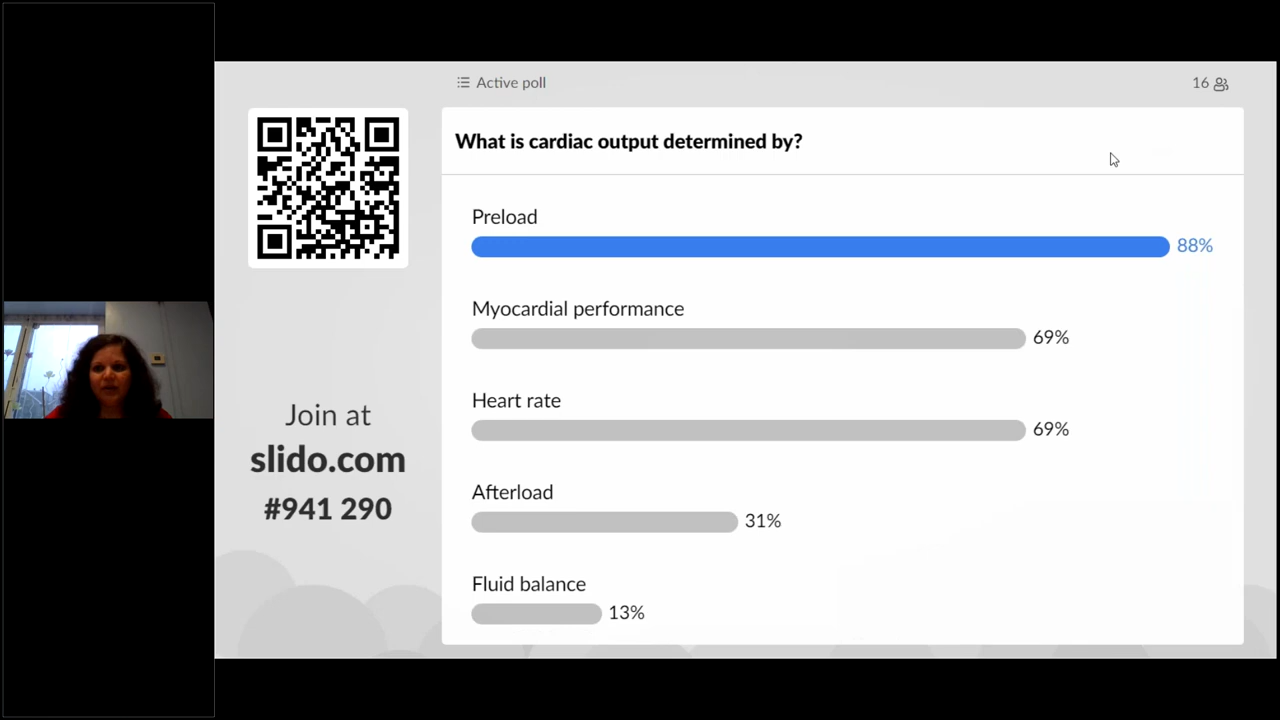 Active poll
16
What is cardiac output determined by?
Preload
88%
Myocardial performance
69%
Heart rate
69%
Afterload
31%
Fluid balance
13%
Join at
slido.com
#941 290